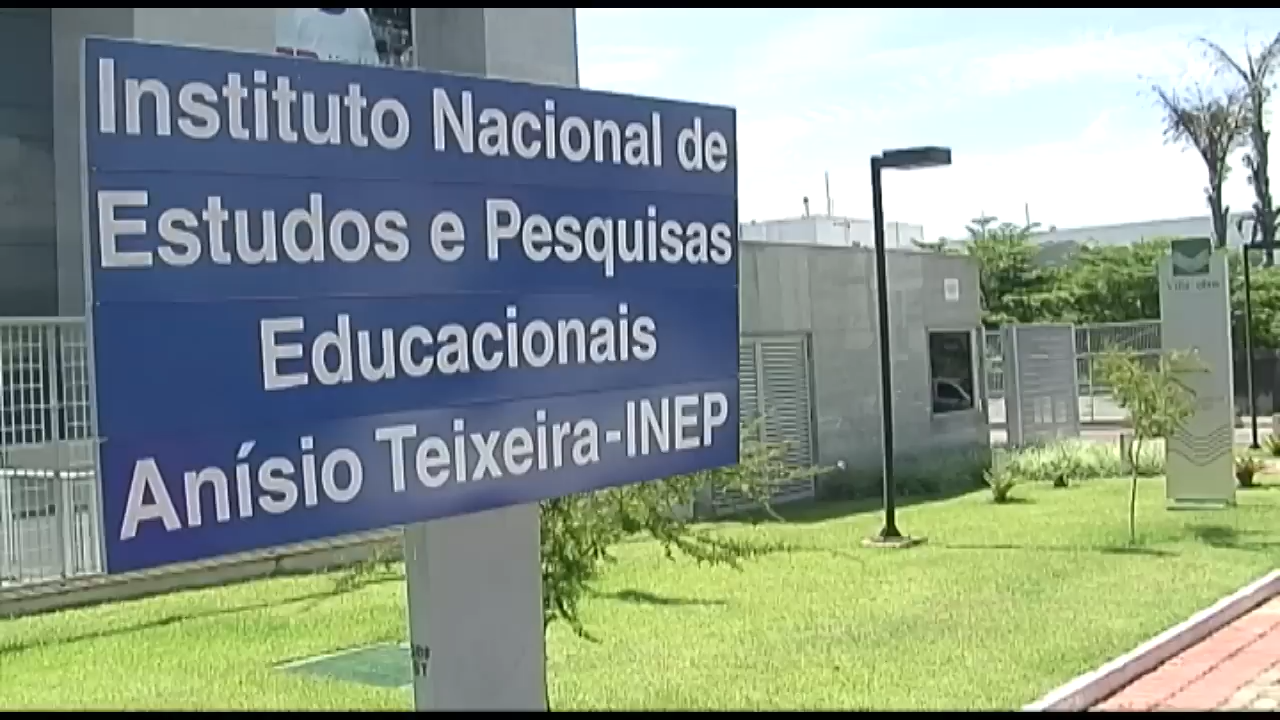 Instituto Nacional de
Estudos e Pesquisas
Educacionais
Anísio Teixeira-INEP